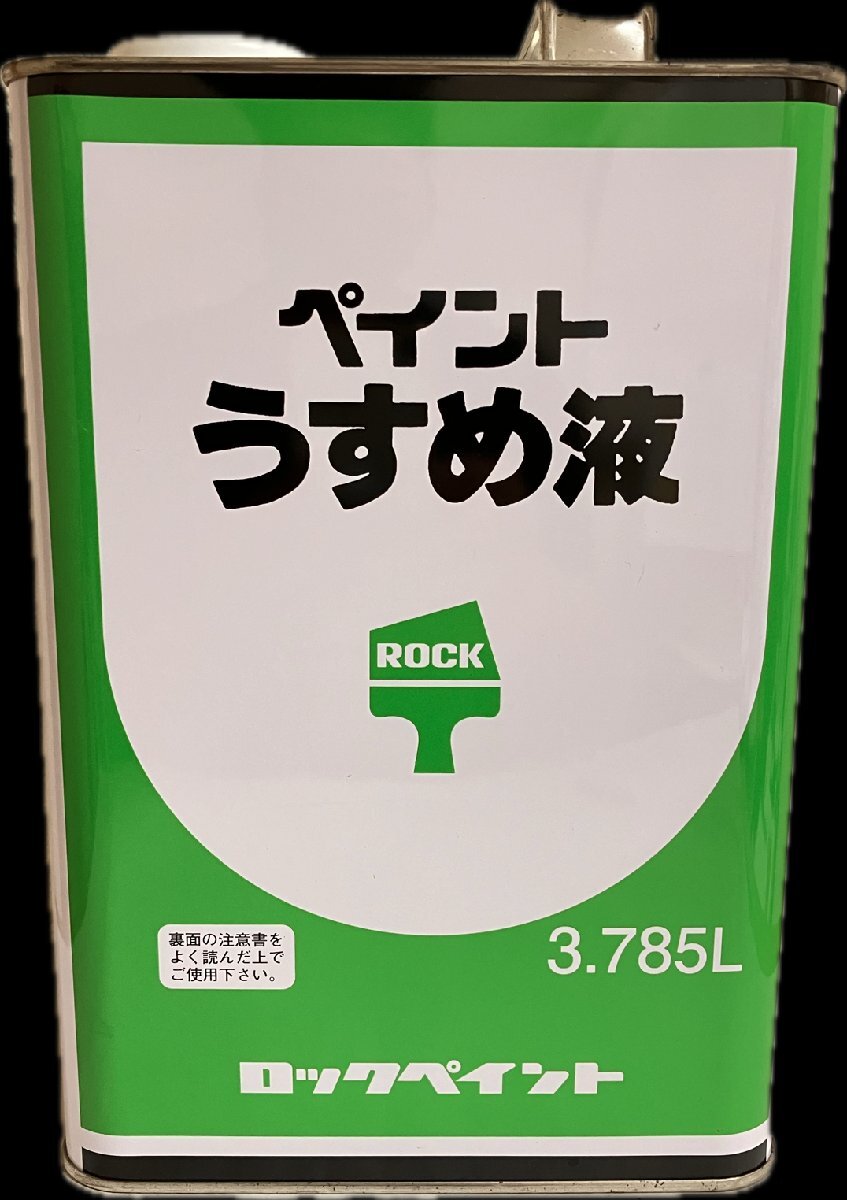 ペイント
うすめ液
ROCK
裏面の注意書を
よく読んだ上で
ご使用下さい。
3.785L
ロックペイント